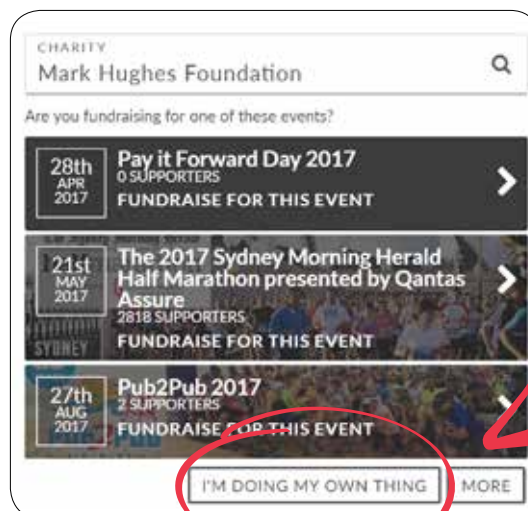 CHARITY
Mark Hughes Foundation
Are you fundraising for one of these events?
28th
APR
2017
Pay it Forward Day 2017
0 SUPPORTERS
FUNDRAISE FOR THIS EVENT
21st
MAY
2017
The 2017 Sydney Morning Herald
Half Marathon presented by Qantas
Assure
2818 SUPPORTERS
FUNDRAISE FOR THIS EVENT
SYDNEY
27th
AUG
2017
Pub2Pub 2017
2 SUPPORTERS
FUNDRAISE FOR THIS EVENT
I'M DOING MY OWN THING
MORE